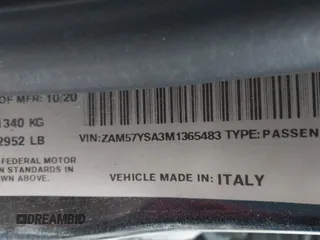 OF MFR: 10/20
1340 KG
2952 LB
VIN: ZAM57YSA3M1365483 TYPE: PASSEN
FEDERAL MOTOR
N STANDARDS IN
WN ABOVE.
VEHICLE MADE IN: ITALY
DREAMBID